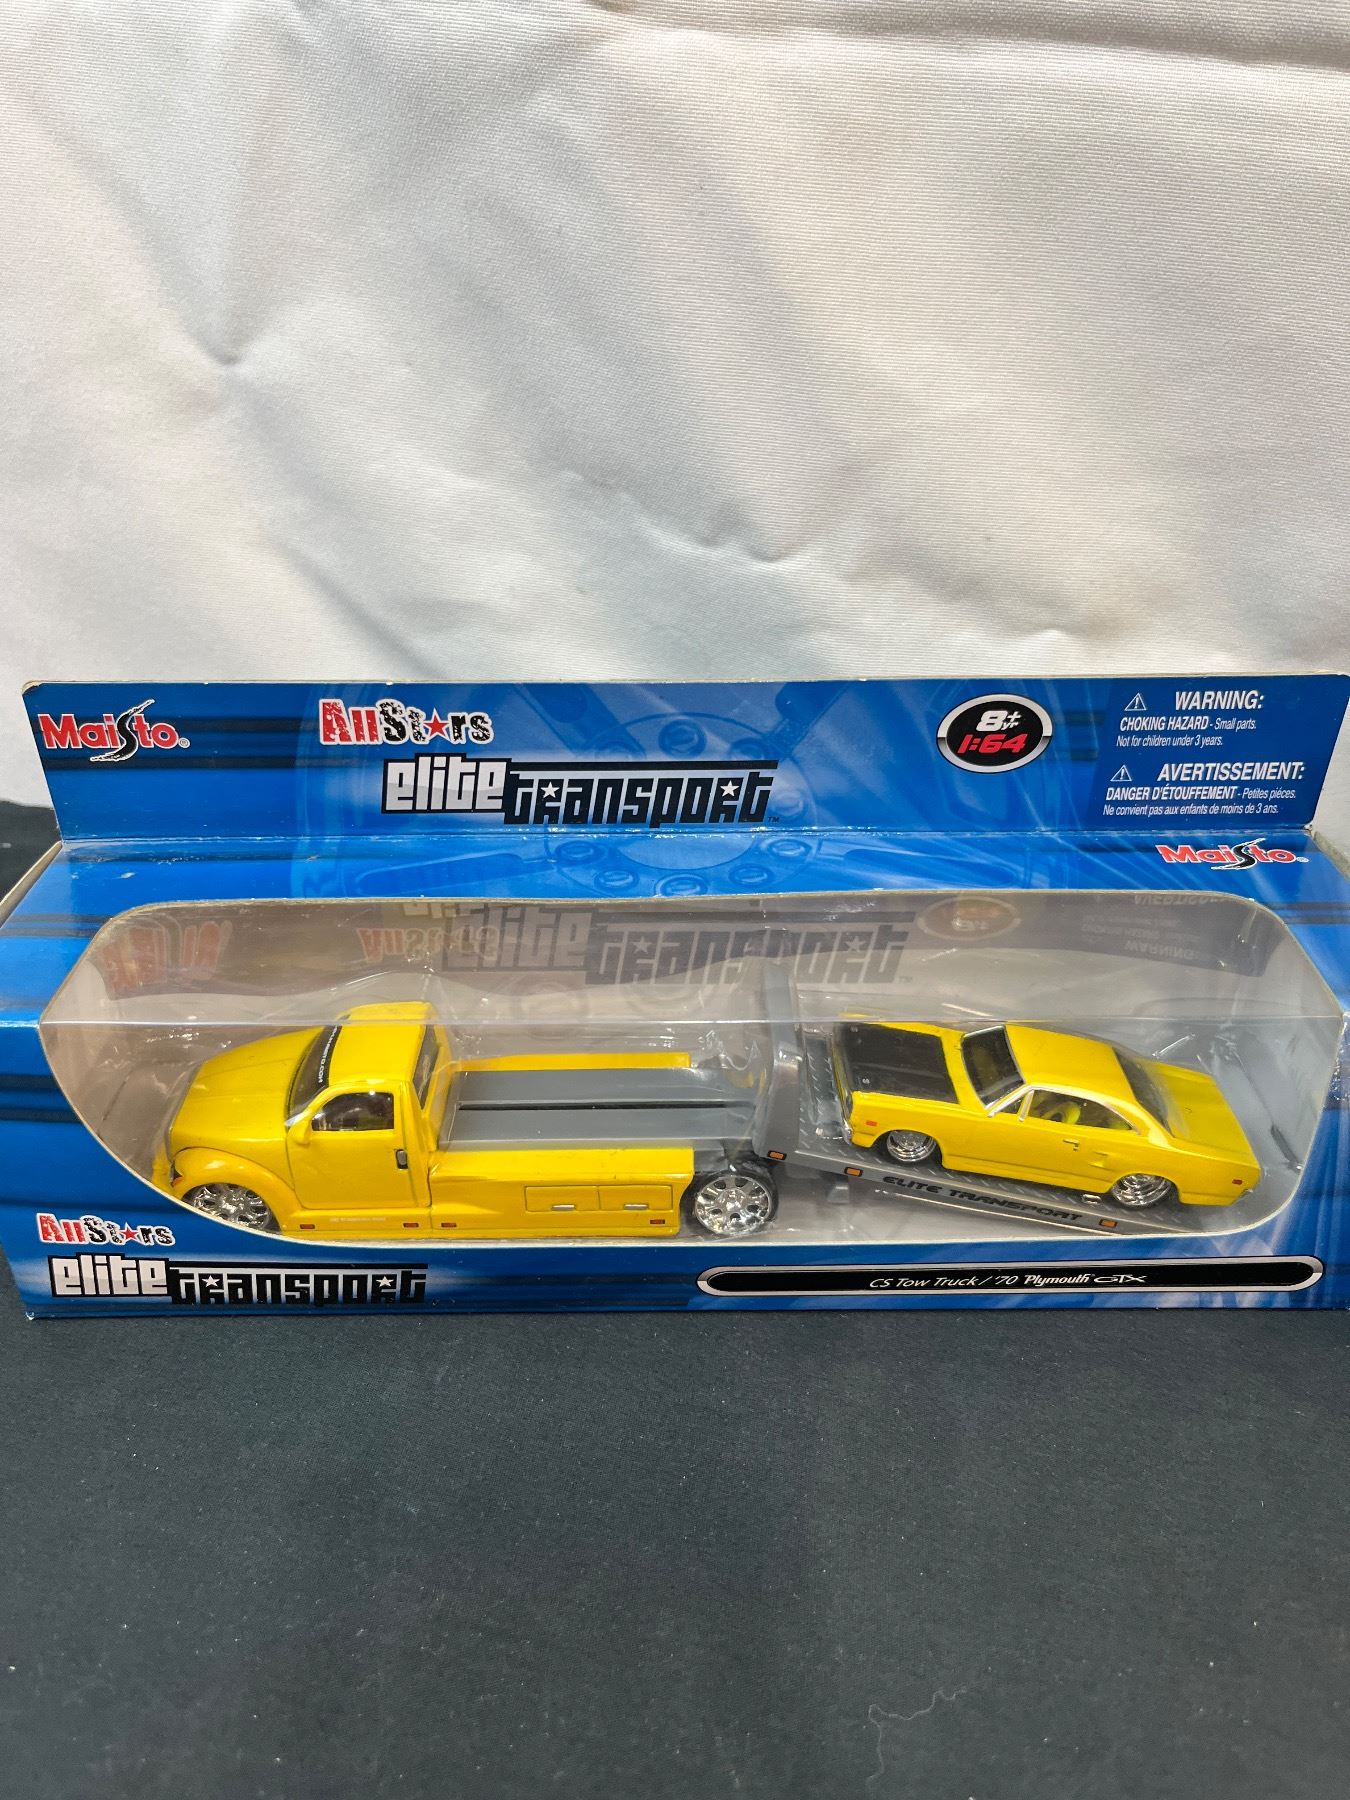 Maisto®
AllStars
elite transport™
8+
yr
1:64
WARNING:
CHOKING HAZARD - Small parts.
Not for children under 3 years.
AVERTISSEMENT:
DANGER D'ÉTOUFFEMENT - Petites pièces.
Ne convient pas aux enfants de moins de 3 ans.
Maisto®
ELITE TRANSPORT
AllStars
elite transport
CS Tow Truck / '70 Plymouth GTX